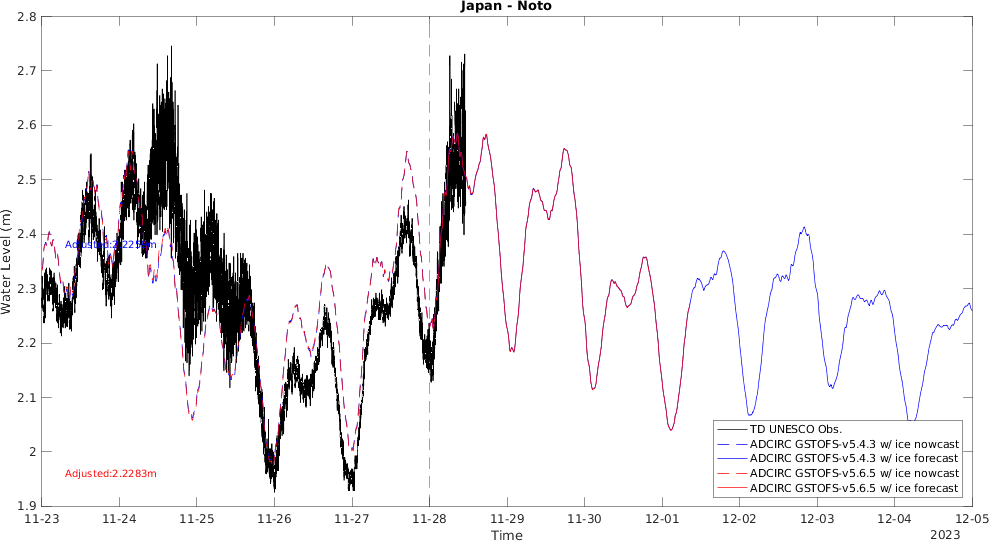 Japan - Noto
2.8
2.7
2.6
2.5
2.4
2.3
2.2
2.1
2
1.9
Water Level (m)
Adjusted:2.2283m
TD UNESCO Obs.
ADCIRC GSTOFS-v5.4.3 w/ ice nowcast
ADCIRC GSTOFS-v5.4.3 w/ ice forecast
ADCIRC GSTOFS-v5.6.5 w/ ice nowcast
ADCIRC GSTOFS-v5.6.5 w/ ice forecast
11-23 11-24 11-25 11-26 11-27 11-28 11-29 11-30 12-01 12-02 12-03 12-04 12-05
Time
2023